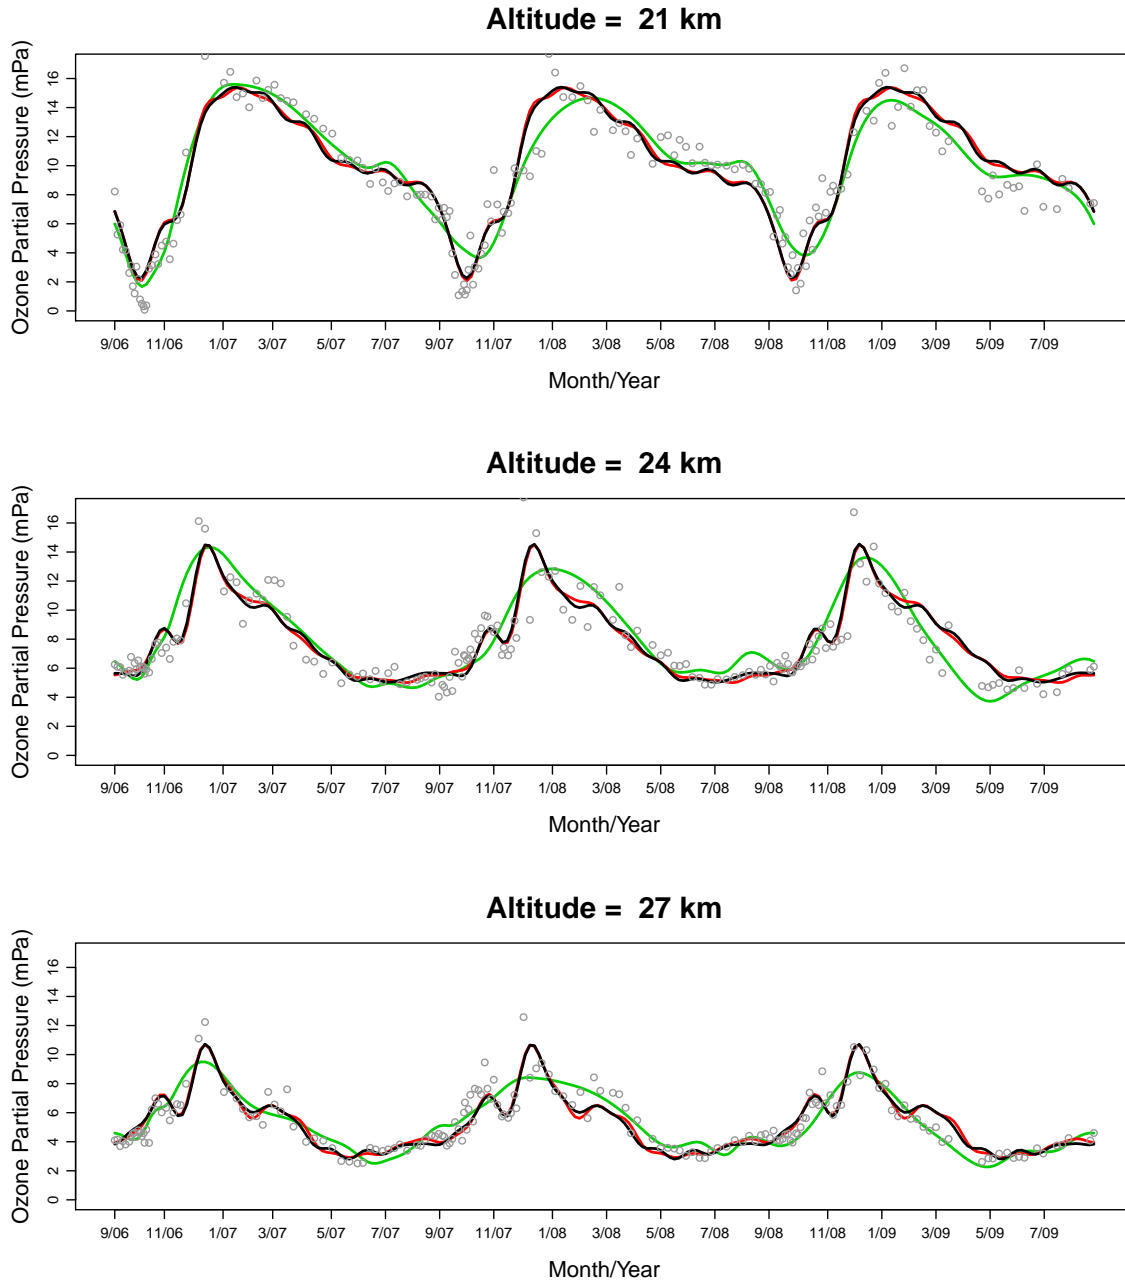 Altitude = 21 km
Ozone Partial Pressure (mPa)
16
14
12
10
8
6
4
2
0
9/06 11/06 1/07 3/07 5/07 7/07 9/07 11/07 1/08 3/08 5/08 7/08 9/08 11/08 1/09 3/09 5/09 7/09
Month/Year
Altitude = 24 km
Ozone Partial Pressure (mPa)
16
14
12
10
8
6
4
2
0
9/06 11/06 1/07 3/07 5/07 7/07 9/07 11/07 1/08 3/08 5/08 7/08 9/08 11/08 1/09 3/09 5/09 7/09
Month/Year
Altitude = 27 km
Ozone Partial Pressure (mPa)
16
14
12
10
8
6
4
2
0
9/06 11/06 1/07 3/07 5/07 7/07 9/07 11/07 1/08 3/08 5/08 7/08 9/08 11/08 1/09 3/09 5/09 7/09
Month/Year